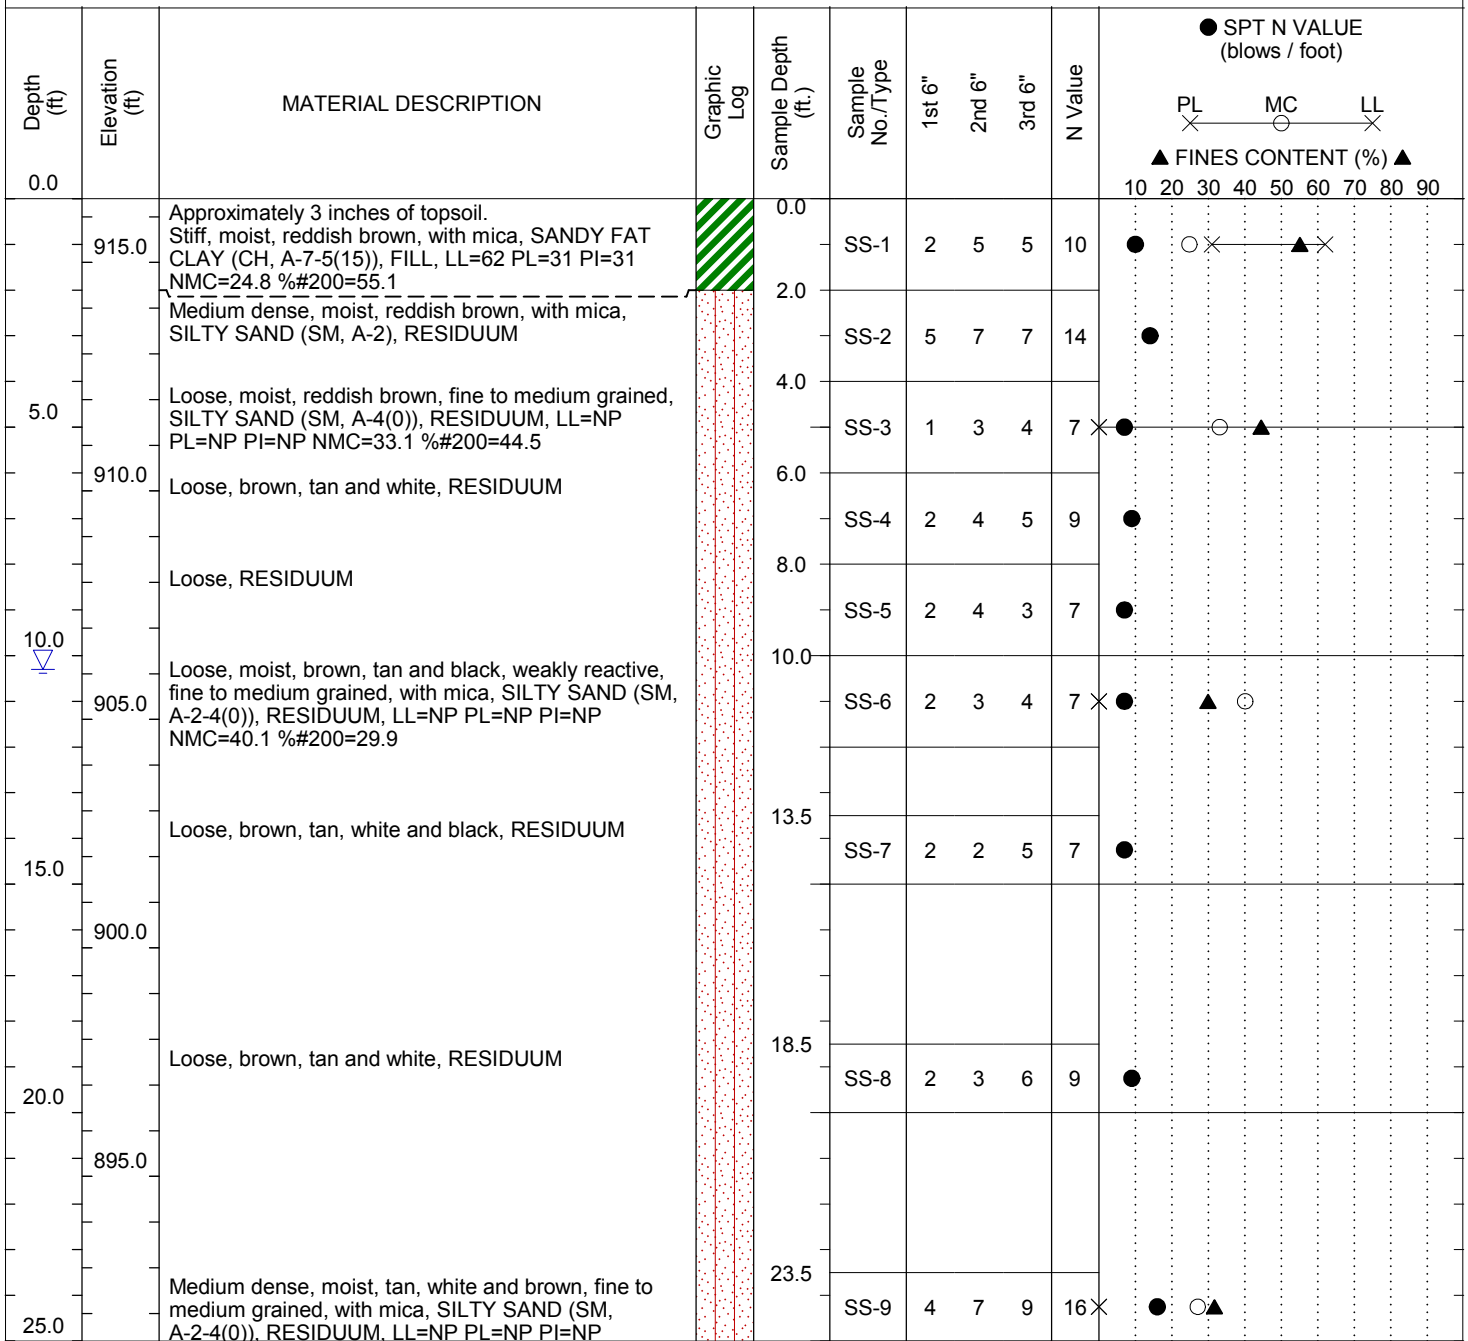 ● SPT N VALUE
(blows / foot)
Depth
(ft)
Elevation
(ft)
MATERIAL DESCRIPTION
Graphic
Log
Sample Depth
(ft.)
Sample
No./Type
1st 6"
2nd 6"
3rd 6"
N Value
PL MC LL
▲ FINES CONTENT (%) ▲
0.0
10 20 30 40 50 60 70 80 90
Approximately 3 inches of topsoil.
Stiff, moist, reddish brown, with mica, SANDY FAT
CLAY (CH, A-7-5(15)), FILL, LL=62 PL=31 PI=31
NMC=24.8 %#200=55.1
915.0
0.0
SS-1 2 5 5 10
2.0
Medium dense, moist, reddish brown, with mica,
SILTY SAND (SM, A-2), RESIDUUM
SS-2 5 7 7 14
4.0
Loose, moist, reddish brown, fine to medium grained,
SILTY SAND (SM, A-4(0)), RESIDUUM, LL=NP
PL=NP PI=NP NMC=33.1 %#200=44.5
5.0
SS-3 1 3 4 7
6.0
910.0
Loose, brown, tan and white, RESIDUUM
SS-4 2 4 5 9
8.0
Loose, RESIDUUM
SS-5 2 4 3 7
10.0
10.0
Loose, moist, brown, tan and black, weakly reactive,
fine to medium grained, with mica, SILTY SAND (SM,
A-2-4(0)), RESIDUUM, LL=NP PL=NP PI=NP
NMC=40.1 %#200=29.9
905.0
SS-6 2 3 4 7
13.5
Loose, brown, tan, white and black, RESIDUUM
SS-7 2 2 5 7
15.0
900.0
18.5
Loose, brown, tan and white, RESIDUUM
SS-8 2 3 6 9
20.0
895.0
23.5
Medium dense, moist, tan, white and brown, fine to
medium grained, with mica, SILTY SAND (SM,
A-2-4(0)), RESIDUUM, LL=NP PL=NP PI=NP
SS-9 4 7 9 16
25.0